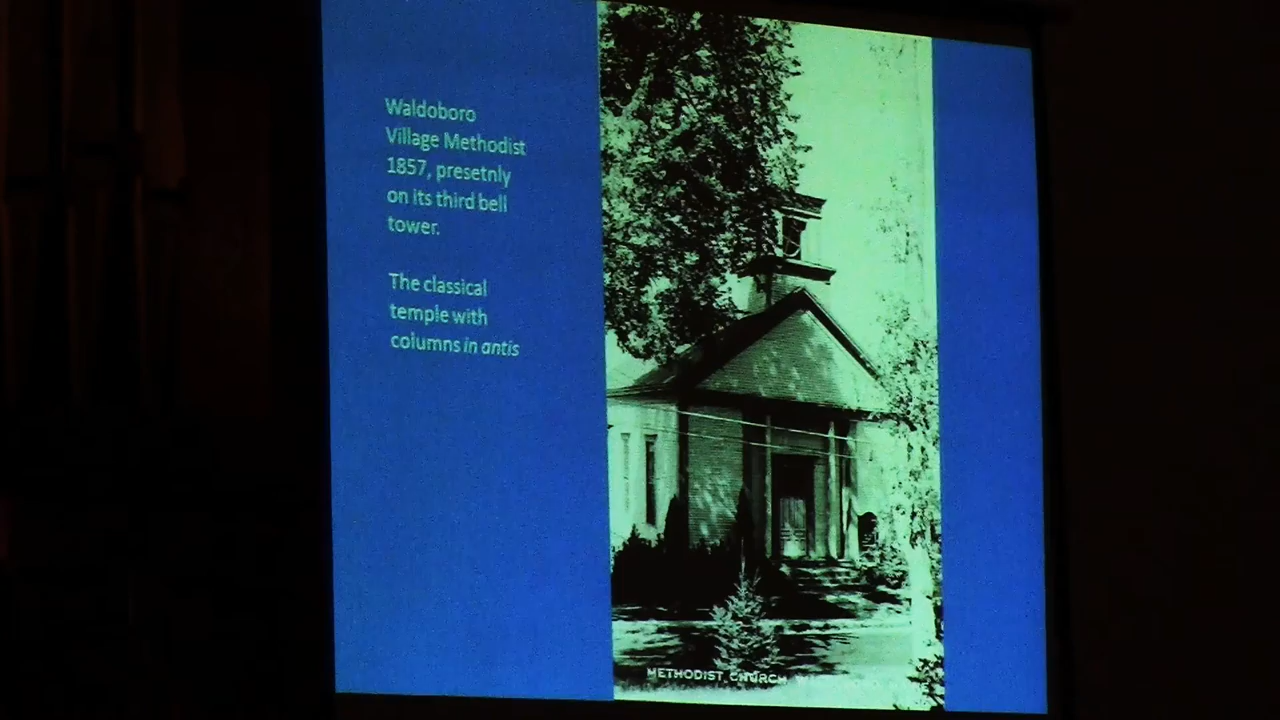 Waldoboro
Village Methodist
1857, presetnly
on its third bell
tower.
The classical
temple with
columns in antis
METHODIST CHURCH